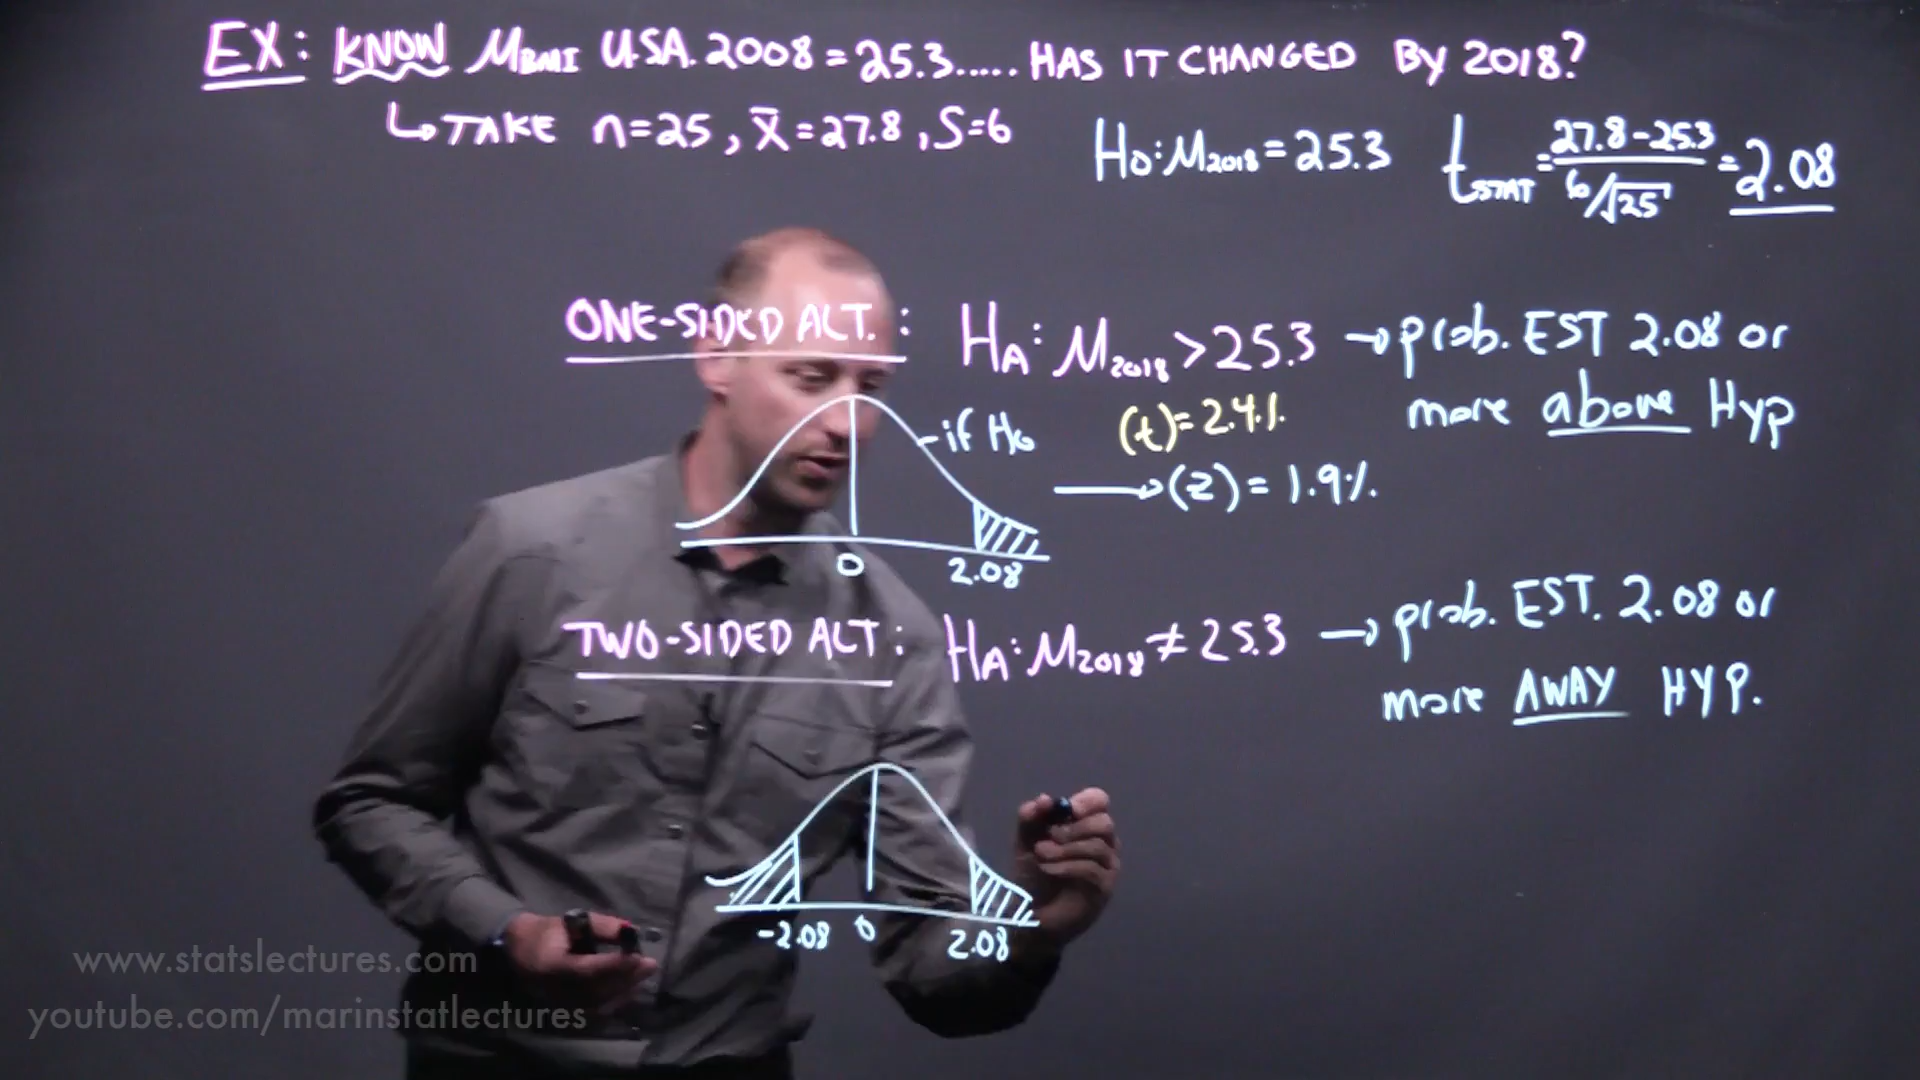 EX: KNOW MBMI USA. 2008 = 25.3..... HAS IT CHANGED BY 2018?
↳ TAKE n=25, x̄=27.8, S=6
H0: M2018 = 25.3
tSTAT = 27.8-25.3 / 6/√25 = 2.08
ONE-SIDED ALT.: HA: M2018 > 25.3 → prob. EST 2.08 or
more above Hyp
if H0
(t)= 2.4%
→ (z) = 1.9%
0 2.08
TWO-SIDED ALT: HA: M2018 ≠ 25.3 → prob. EST. 2.08 or
more AWAY HYP.
-2.08 0 2.08
www.statslectures.com
youtube.com/marinstatlectures